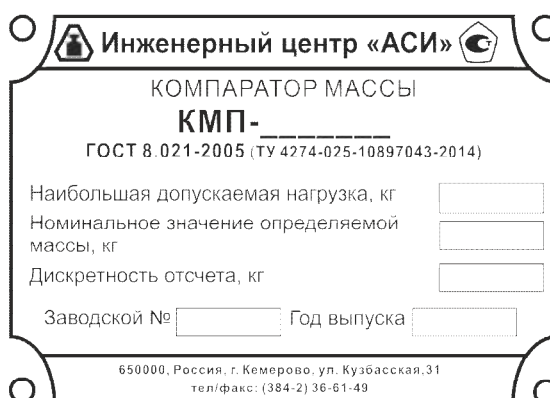 Инженерный центр «АСИ»
КОМПАРАТОР МАССЫ
КМП-_______
ГОСТ 8.021-2005 (ТУ 4274-025-10897043-2014)
Наибольшая допускаемая нагрузка, кг
Номинальное значение определяемой
массы, кг
Дискретность отсчета, кг
Заводской № Год выпуска
650000, Россия, г. Кемерово, ул. Кузбасская,31
тел/факс: (384-2) 36-61-49